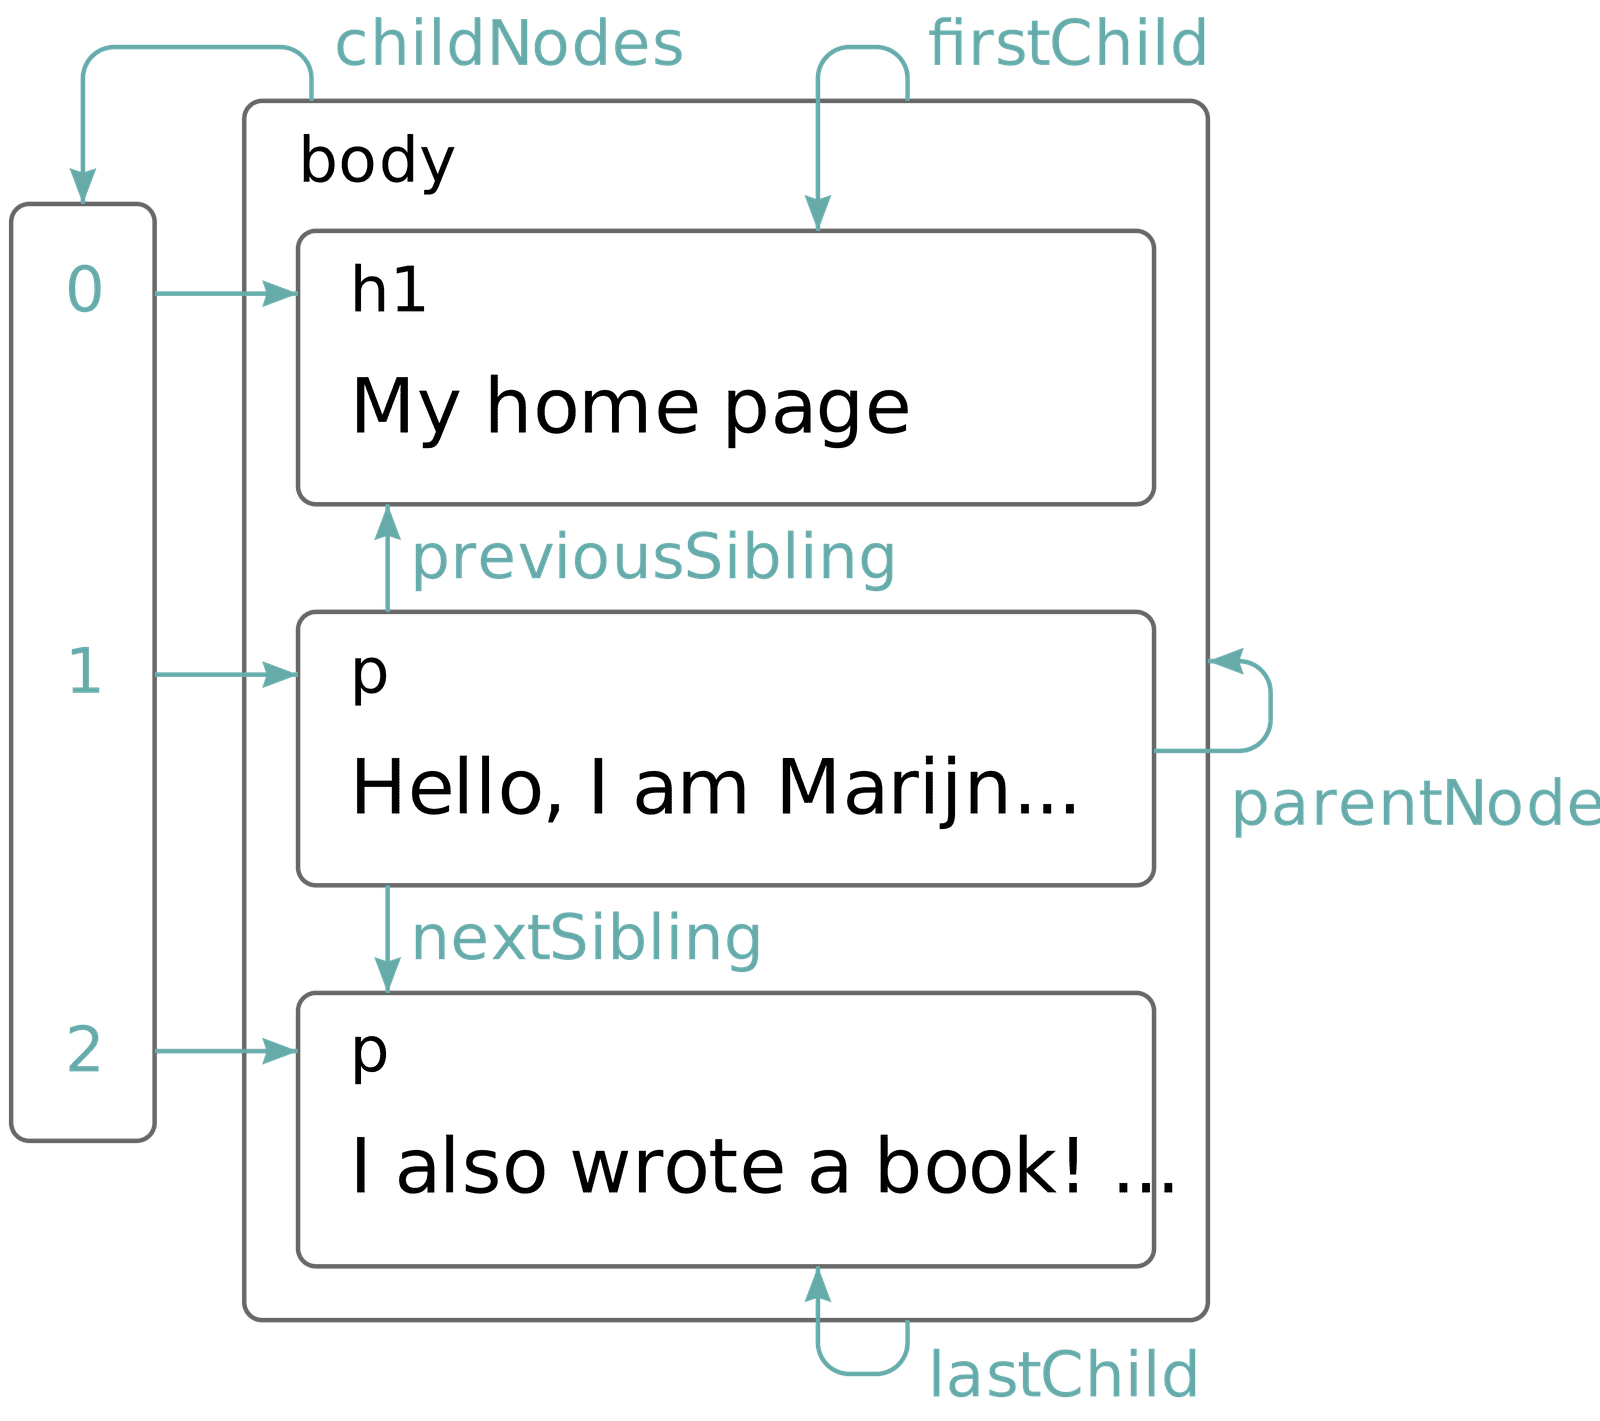 childNodes
firstChild
body
0
h1
My home page
previousSibling
1
p
Hello, I am Marijn...
parentNode
nextSibling
2
p
I also wrote a book! ...
lastChild